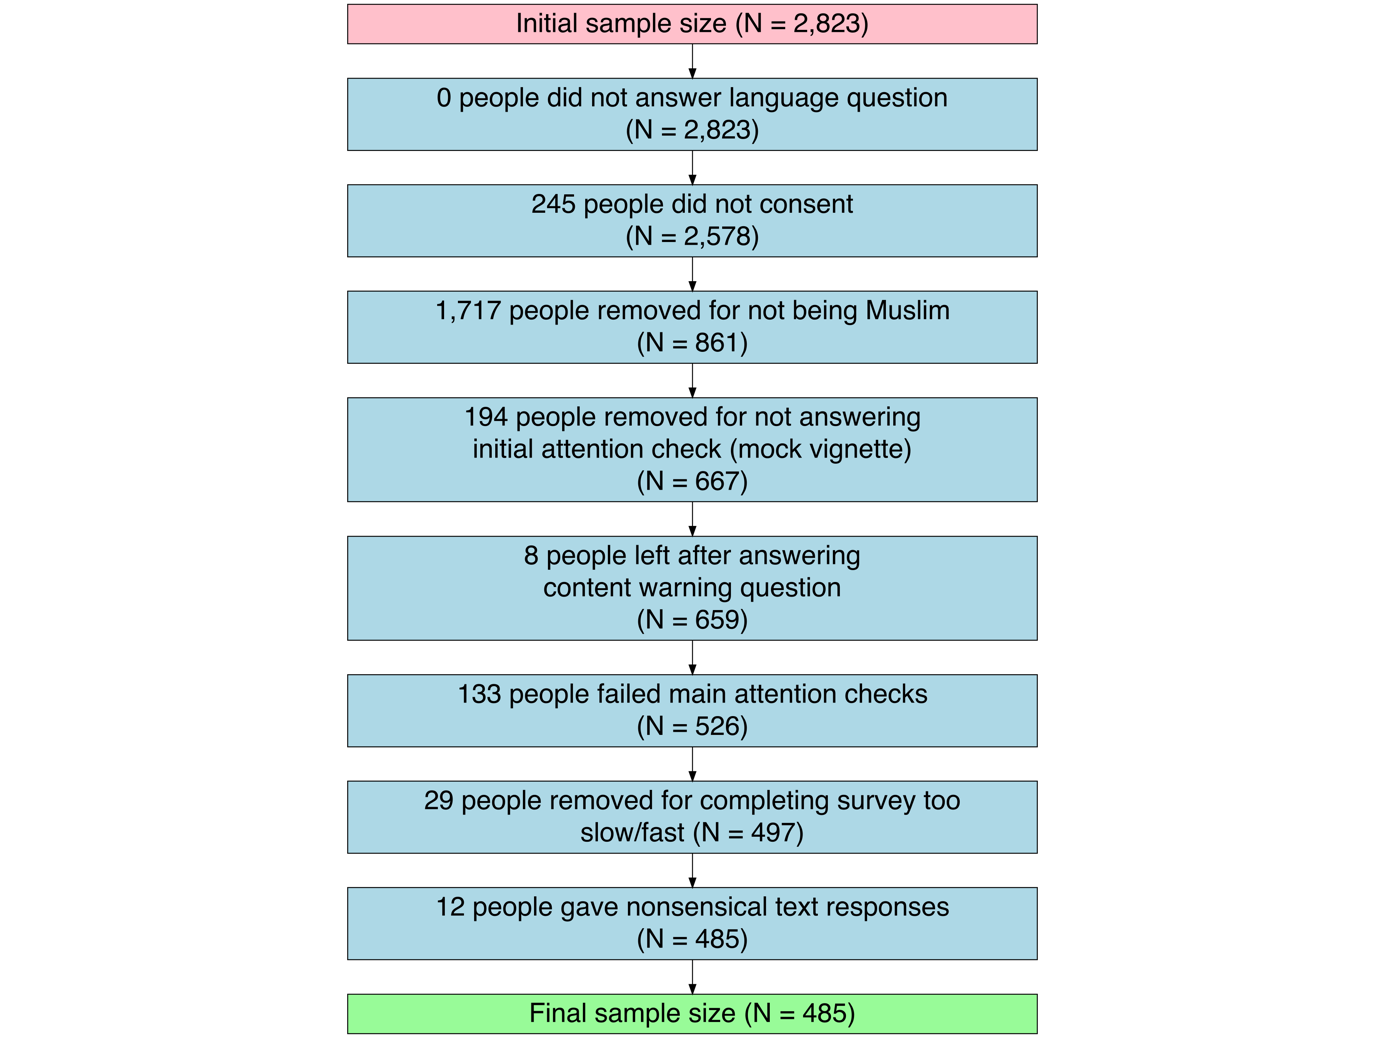 Initial sample size (N = 2,823)
0 people did not answer language question
(N = 2,823)
245 people did not consent
(N = 2,578)
1,717 people removed for not being Muslim
(N = 861)
194 people removed for not answering
initial attention check (mock vignette)
(N = 667)
8 people left after answering
content warning question
(N = 659)
133 people failed main attention checks
(N = 526)
29 people removed for completing survey too
slow/fast (N = 497)
12 people gave nonsensical text responses
(N = 485)
Final sample size (N = 485)